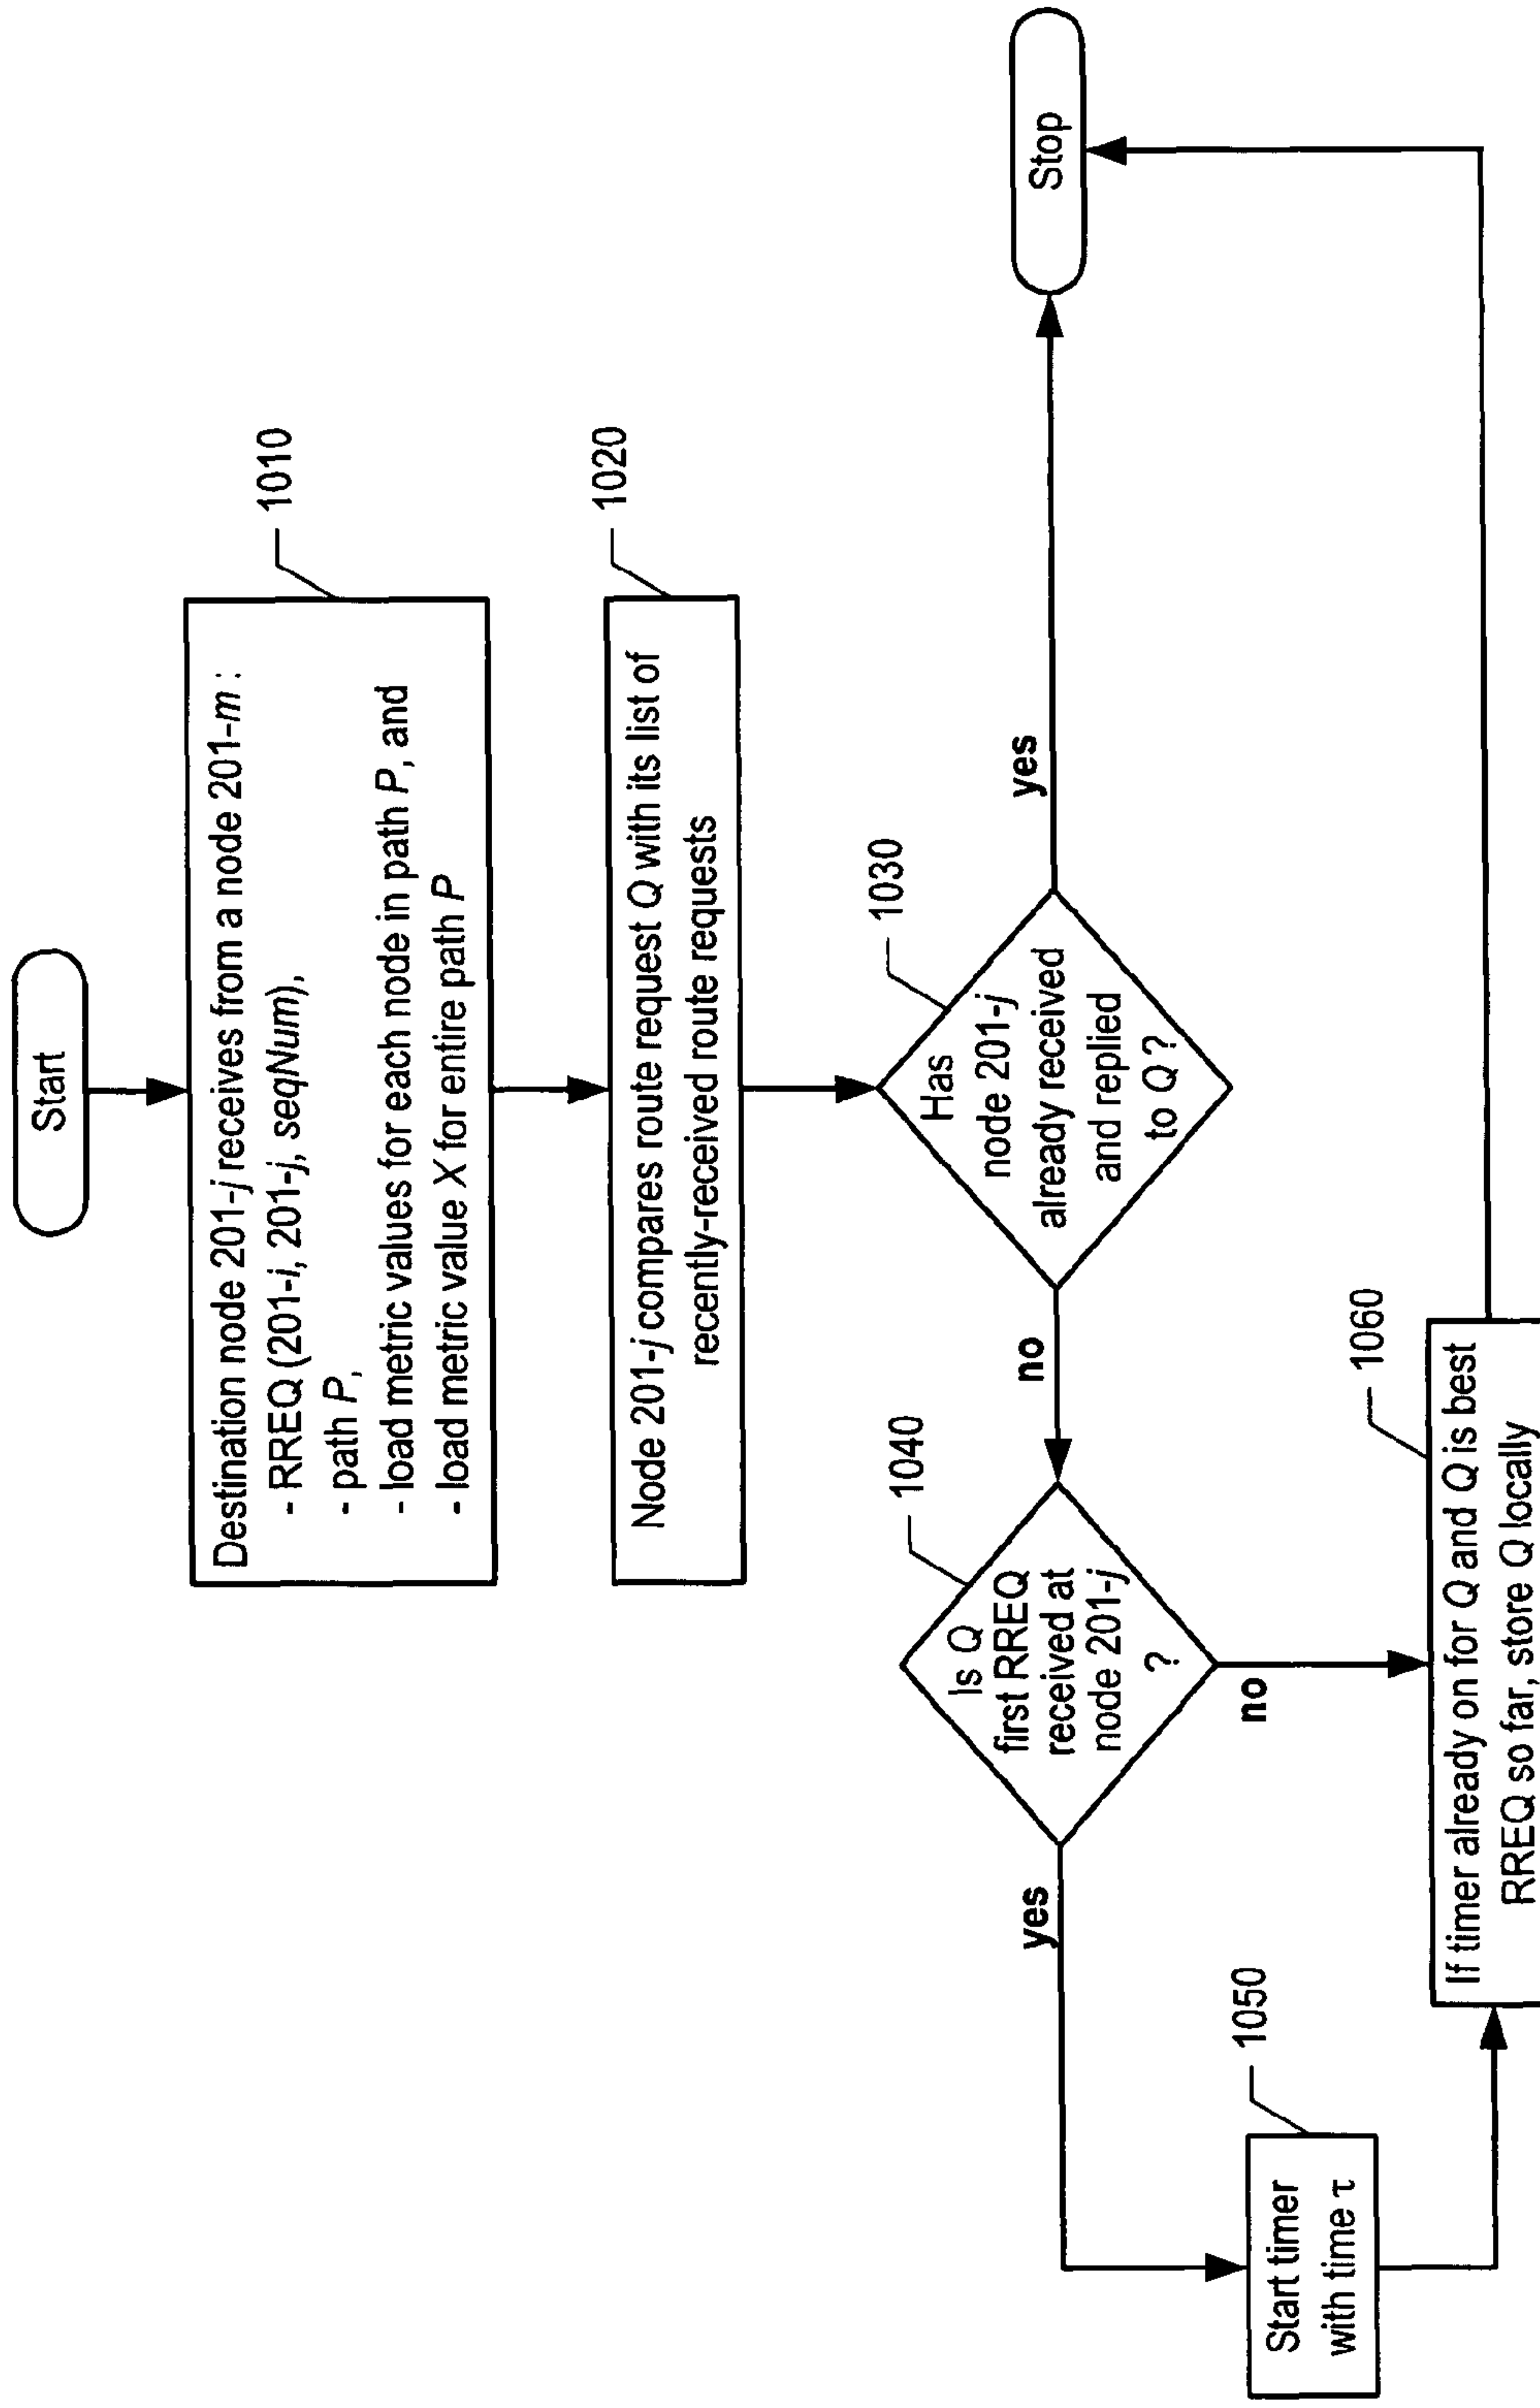 Start
1010
Destination node 201-j receives from a node 201-m :
- RREQ (201-i, 201-j, seqNum),
- path P,
- load metric values for each node in path P, and
- load metric value X for entire path P
1020
Node 201-j compares route request Q with its list of
recently-received route requests
1030
Has
node 201-j
already received
and replied
to Q ?
yes
Stop
no
1040
Is Q
first RREQ
received at
node 201-j
?
yes
no
1050
Start timer
with time τ
1060
If timer already on for Q and Q is best
RREQ so far, store Q locally